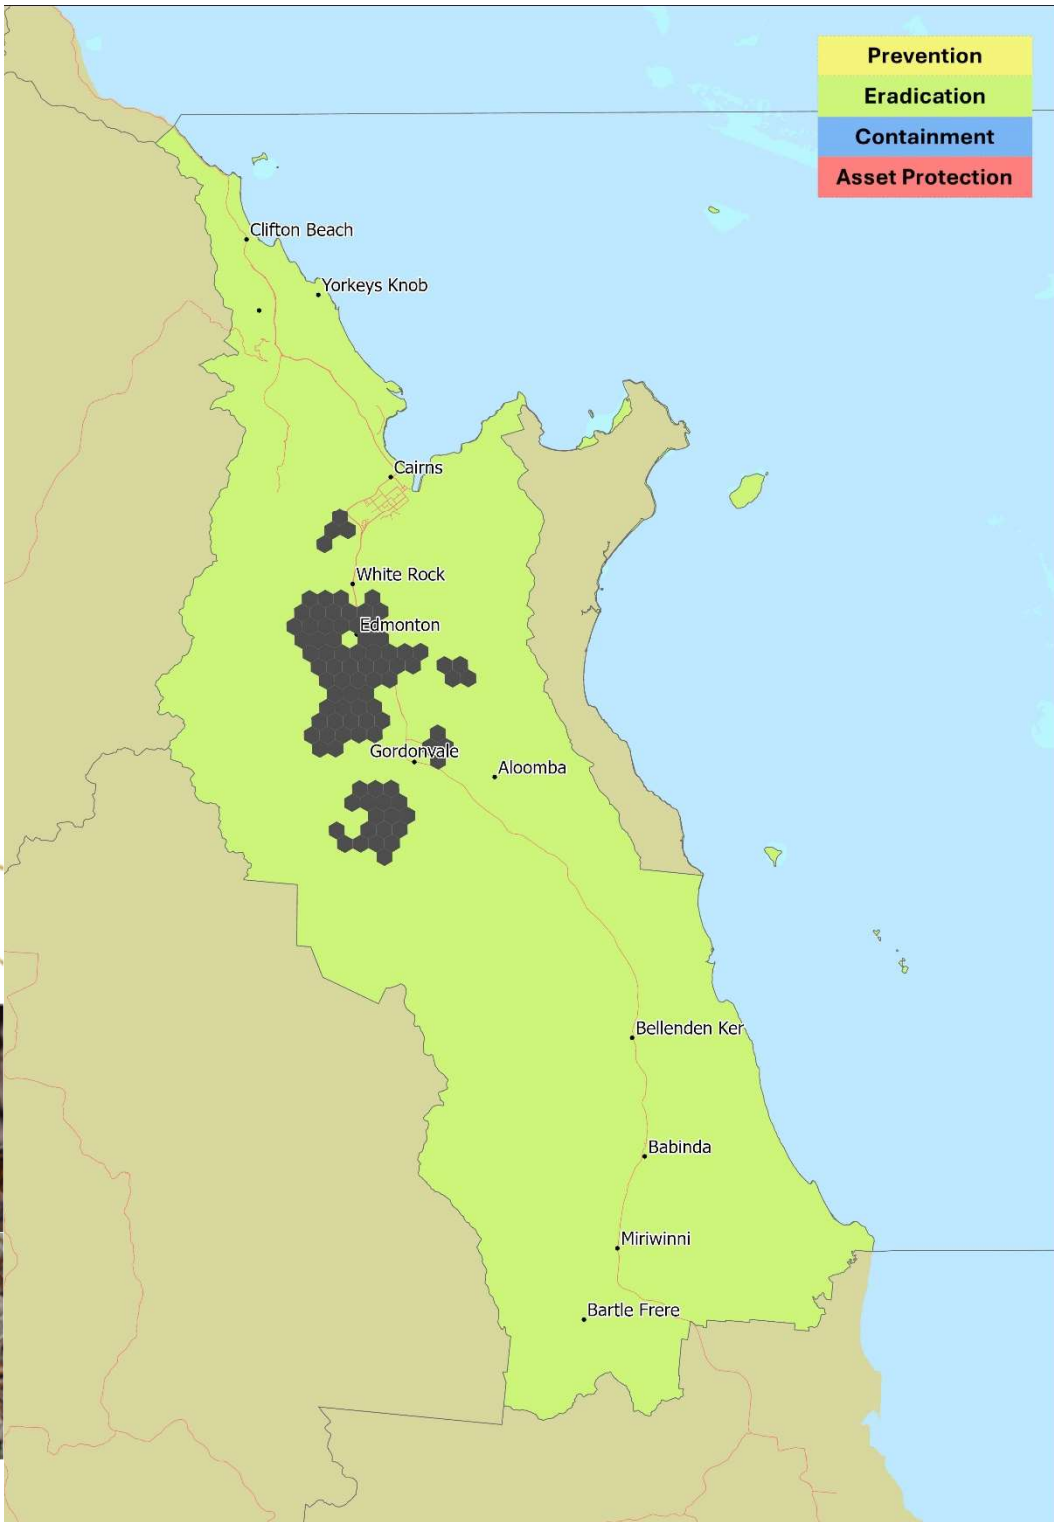 Prevention
Eradication
Containment
Asset Protection
Clifton Beach
Yorkeys Knob
Cairns
White Rock
Edmonton
Gordonvale
Aloomba
Bellenden Ker
Babinda
Miriwinni
Bartle Frere